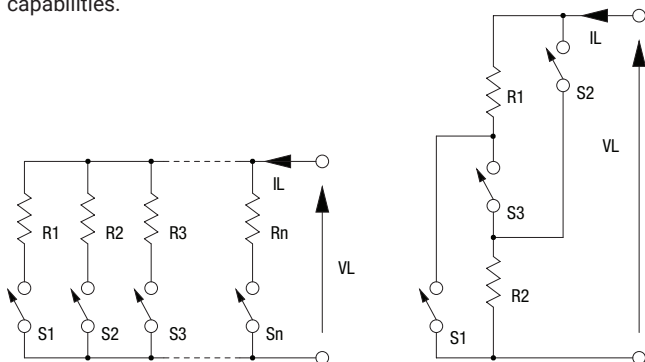 capabilities.
IL
R1
S2
VL
S3
R2
S1
IL
R1
R2
R3
Rn
VL
S1
S2
S3
Sn